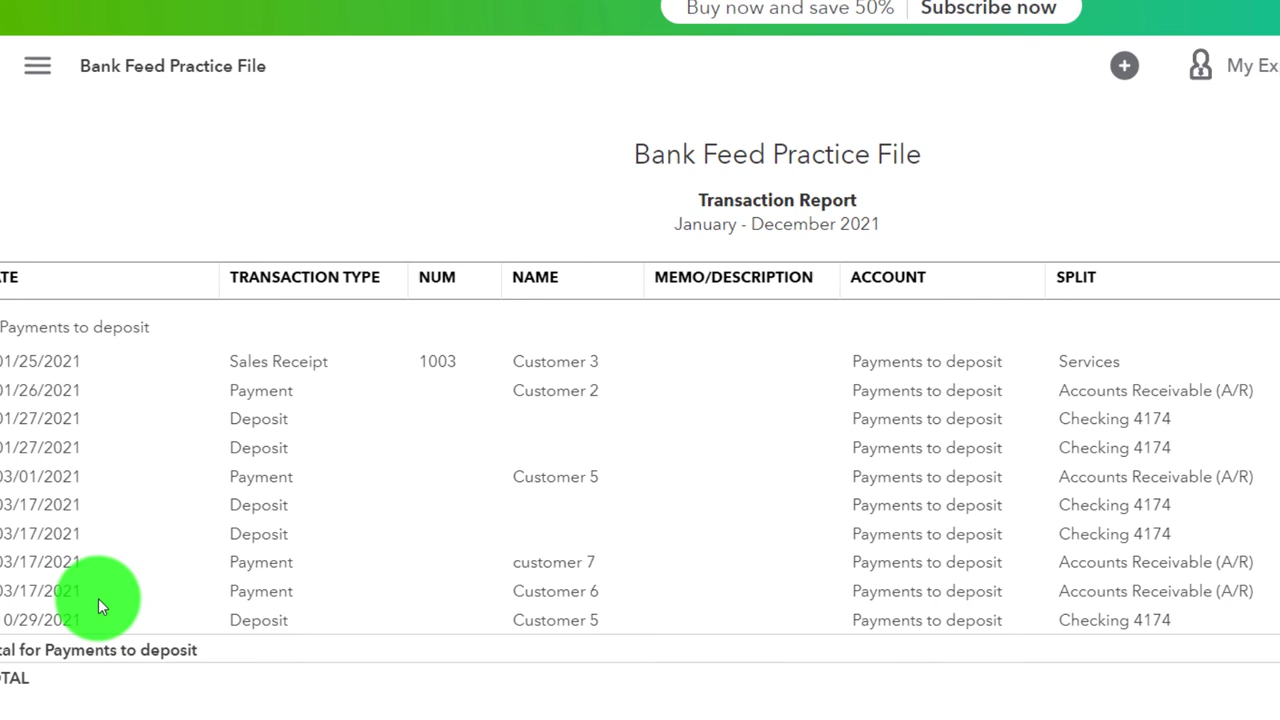 Buy now and save 50% Subscribe now
Bank Feed Practice File My Ex
Bank Feed Practice File
Transaction Report
January - December 2021
TE TRANSACTION TYPE NUM NAME MEMO/DESCRIPTION ACCOUNT SPLIT
Payments to deposit
01/25/2021 Sales Receipt 1003 Customer 3 Payments to deposit Services
01/26/2021 Payment Customer 2 Payments to deposit Accounts Receivable (A/R)
01/27/2021 Deposit Payments to deposit Checking 4174
01/27/2021 Deposit Payments to deposit Checking 4174
03/01/2021 Payment Customer 5 Payments to deposit Accounts Receivable (A/R)
03/17/2021 Deposit Payments to deposit Checking 4174
03/17/2021 Deposit Payments to deposit Checking 4174
03/17/2021 Payment customer 7 Payments to deposit Accounts Receivable (A/R)
03/17/2021 Payment Customer 6 Payments to deposit Accounts Receivable (A/R)
0/29/2021 Deposit Customer 5 Payments to deposit Checking 4174
tal for Payments to deposit
OTAL